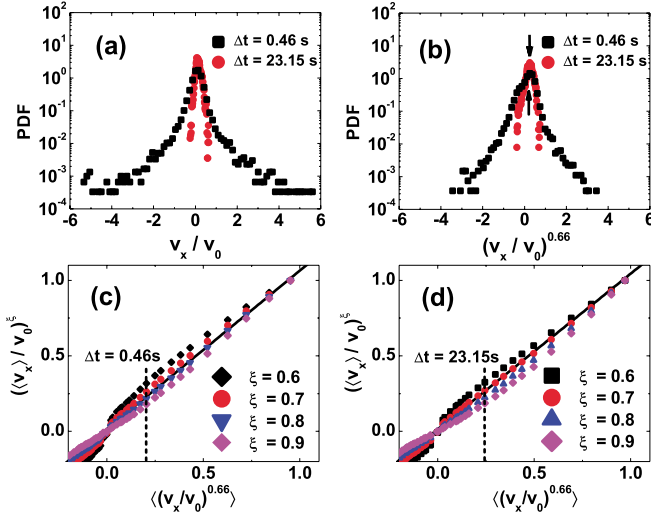 (a)
Δt = 0.46 s
Δt = 23.15 s
PDF
10⁴
10³
10²
10¹
10⁰
10⁻¹
10⁻²
10⁻³
10⁻⁴
-6 -4 -2 0 2 4 6
v_x / v_0
(b)
Δt = 0.46 s
Δt = 23.15 s
PDF
10⁴
10³
10²
10¹
10⁰
10⁻¹
10⁻²
10⁻³
10⁻⁴
-6 -4 -2 0 2 4 6
(v_x / v_0)^0.66
(c)
Δt = 0.46s
ξ = 0.6
ξ = 0.7
ξ = 0.8
ξ = 0.9
(⟨v_x⟩ / v_0)^ξ
1.0
0.5
0.0
0.0 0.5 1.0
⟨(v_x/v_0)^0.66⟩
(d)
Δt = 23.15s
ξ = 0.6
ξ = 0.7
ξ = 0.8
ξ = 0.9
(⟨v_x⟩ / v_0)^ξ
1.0
0.5
0.0
0.0 0.5 1.0
⟨(v_x/v_0)^0.66⟩